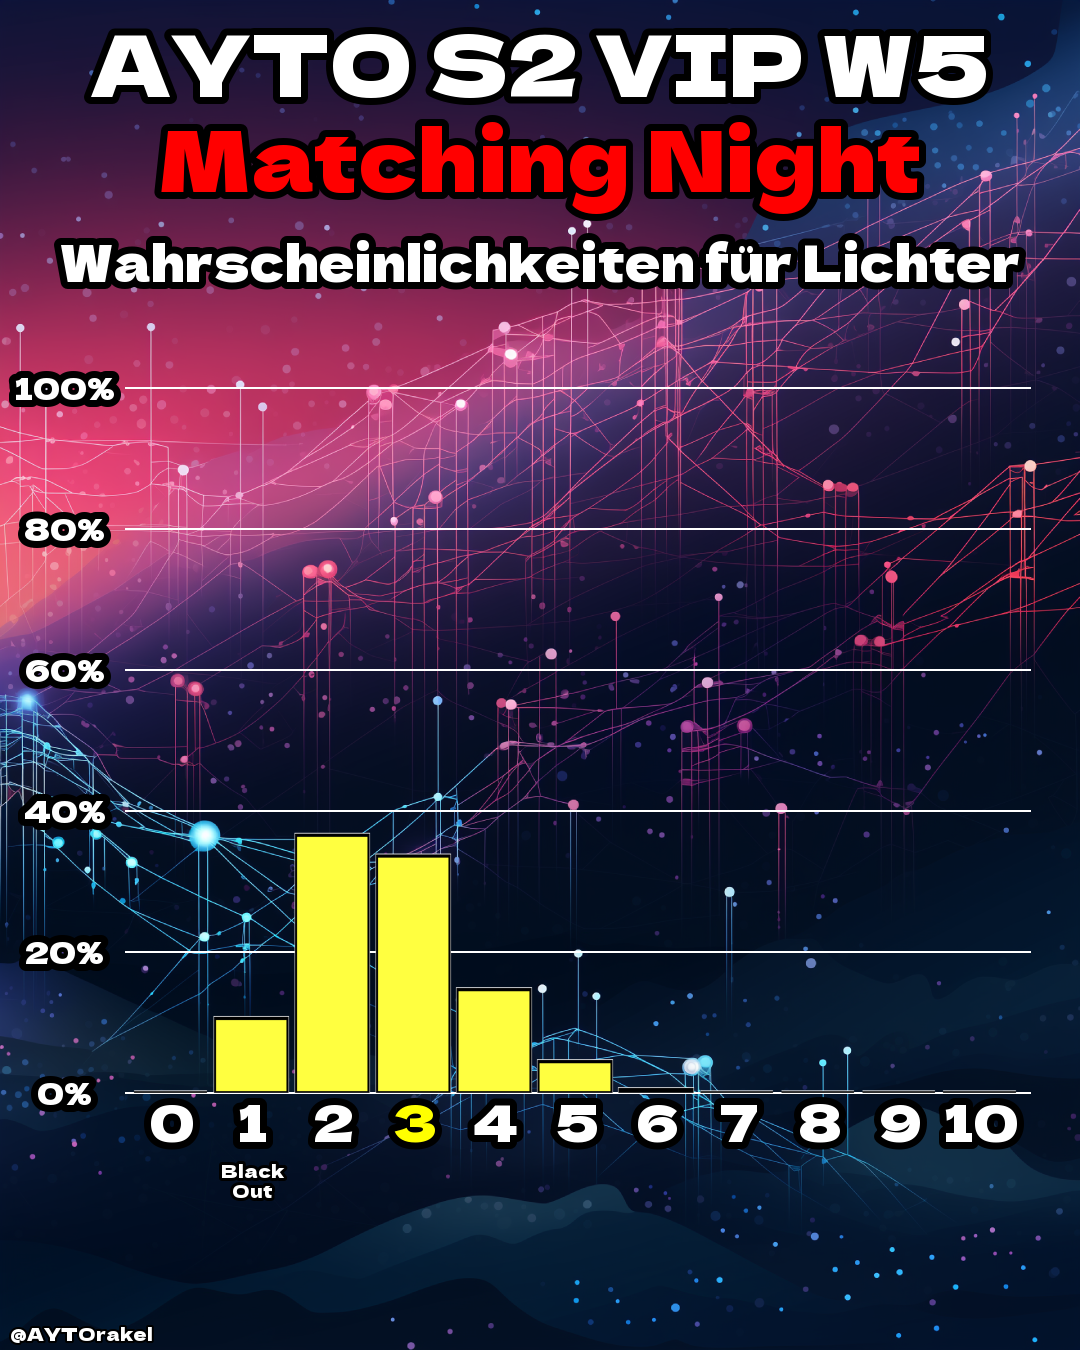 AYTO S2 VIP W5
Matching Night
Wahrscheinlichkeiten für Lichter
100%
80%
60%
40%
20%
0%
0 1 2 3 4 5 6 7 8 9 10
Black
Out
@AYTOrakel